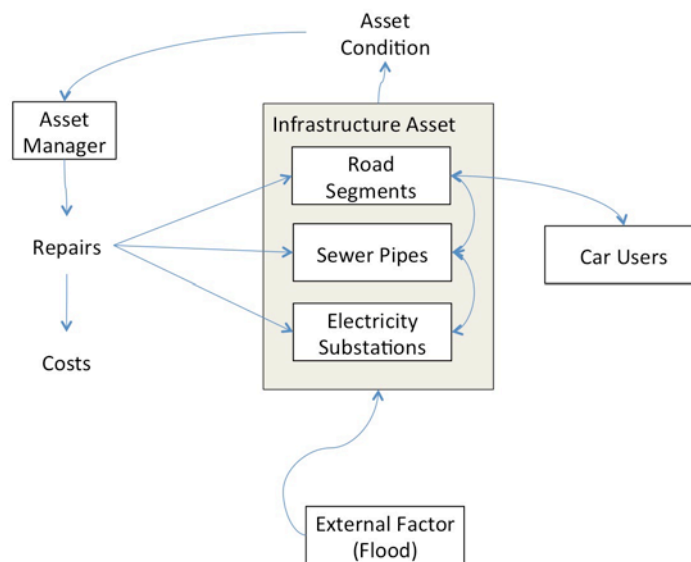 Asset
Condition
Asset
Manager
Infrastructure Asset
Road
Segments
Repairs
Sewer Pipes
Car Users
Electricity
Substations
Costs
External Factor
(Flood)